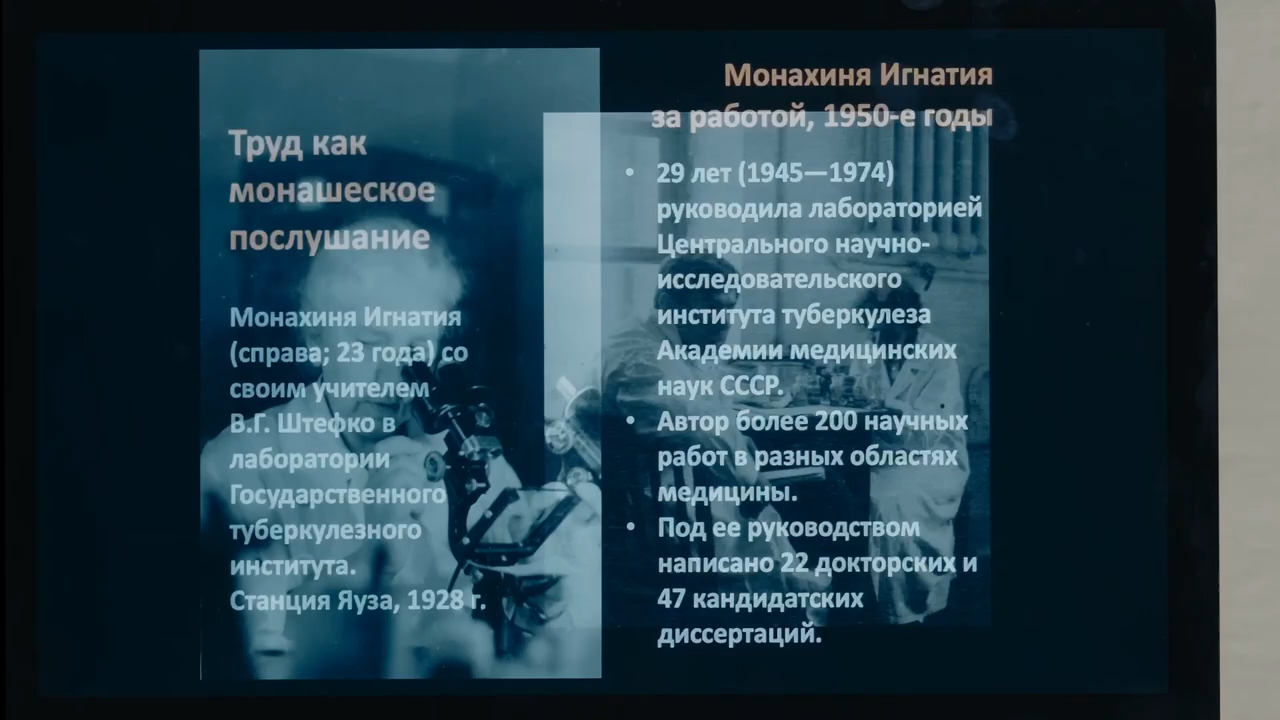 Труд как
монашеское
послушание
Монахиня Игнатия
(справа; 23 года) со
своим учителем
В.Г. Штефко в
лаборатории
Государственного
туберкулезного
института.
Станция Яуза, 1928 г.
Монахиня Игнатия
за работой, 1950-е годы
• 29 лет (1945—1974)
руководила лабораторией
Центрального научно-
исследовательского
института туберкулеза
Академии медицинских
наук СССР.
• Автор более 200 научных
работ в разных областях
медицины.
• Под ее руководством
написано 22 докторских и
47 кандидатских
диссертаций.